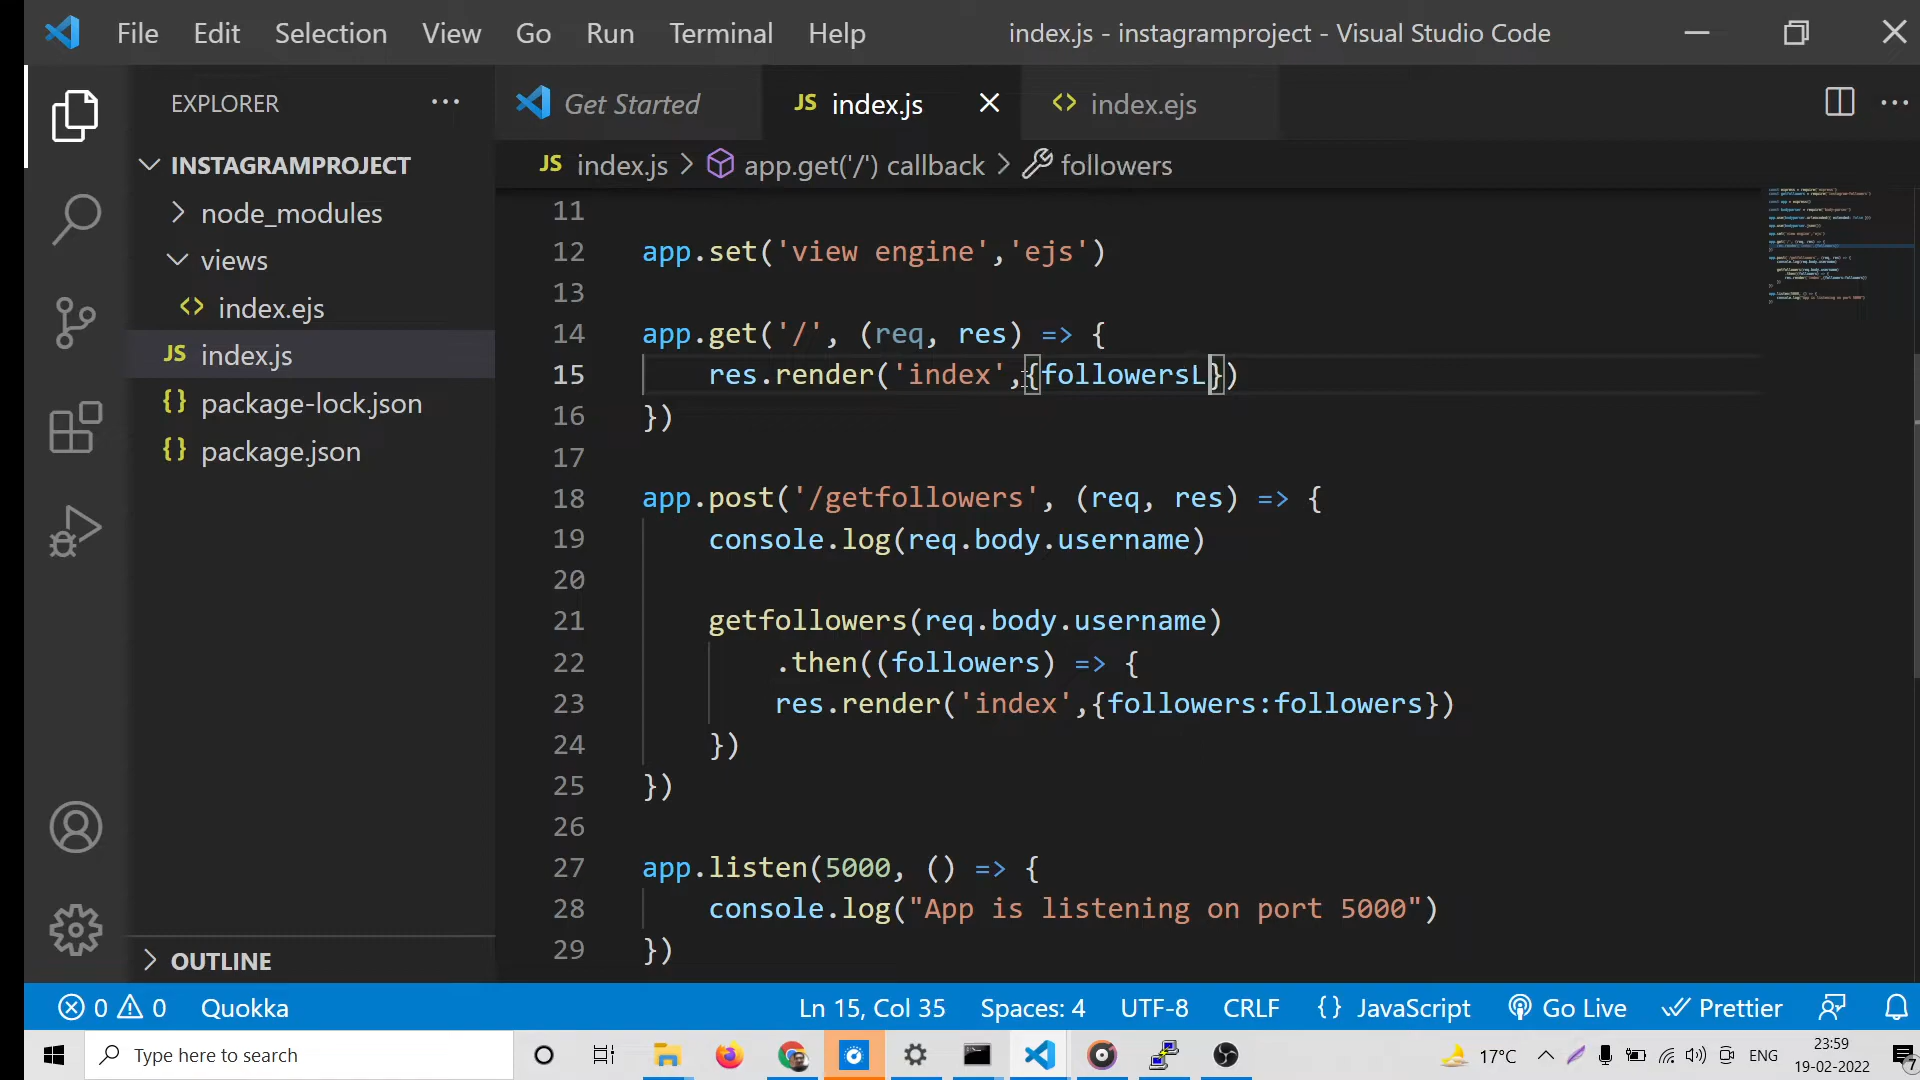 File Edit Selection View Go Run Terminal Help index.js - instagramproject - Visual Studio Code
EXPLORER ··· Get Started JS index.js index.ejs ···
INSTAGRAMPROJECT JS index.js > app.get('/') callback > followers
node_modules
views
index.ejs
JS index.js
{} package-lock.json
{} package.json
11
12 app.set('view engine','ejs')
13
14 app.get('/', (req, res) => {
15 res.render('index',{followersL})
16 })
17
18 app.post('/getfollowers', (req, res) => {
19 console.log(req.body.username)
20
21 getfollowers(req.body.username)
22 .then((followers) => {
23 res.render('index',{followers:followers})
24 })
25 })
26
27 app.listen(5000, () => {
28 console.log("App is listening on port 5000")
29 })
OUTLINE
0 0 Quokka Ln 15, Col 35 Spaces: 4 UTF-8 CRLF {} JavaScript Go Live Prettier
Type here to search 17°C ENG 23:59
19-02-2022 7